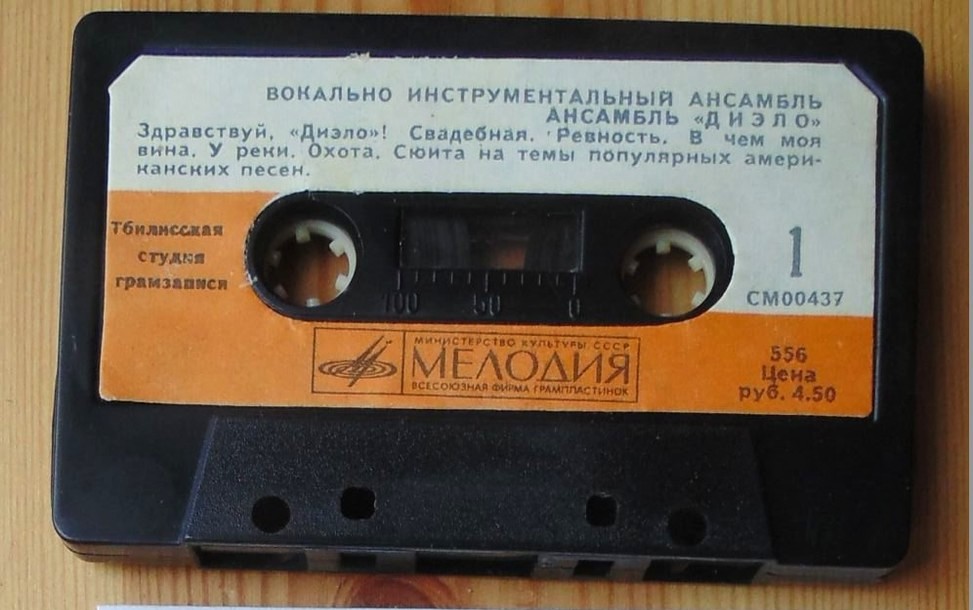 ВОКАЛЬНО ИНСТРУМЕНТАЛЬНЫЙ АНСАМБЛЬ
АНСАМБЛЬ «ДИЭЛО»
Здравствуй, «Диэло»! Свадебная. Ревность. В чем моя
вина. У реки. Охота. Сюита на темы популярных амери-
канских песен.
Тбилисская
студия
грамзаписи
1
СМ00437
100 50 0
МИНИСТЕРСТВО КУЛЬТУРЫ СССР
МЕЛОДИЯ
ВСЕСОЮЗНАЯ ФИРМА ГРАМПЛАСТИНОК
556
Цена
руб. 4.50